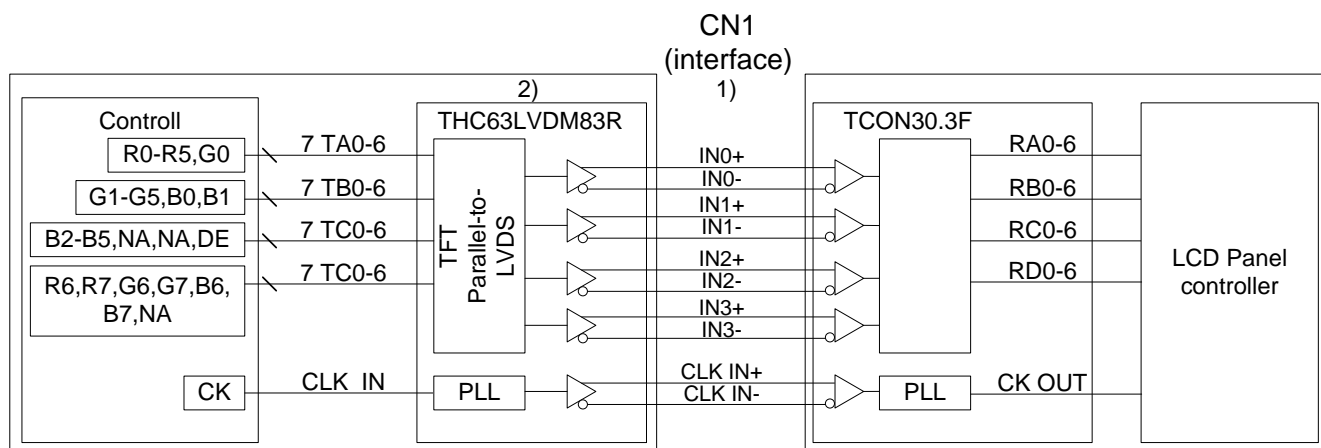 CN1
(interface)
2)
1)
Controll
THC63LVDM83R
TCON30.3F
R0-R5,G0
7 TA0-6
IN0+
IN0-
RA0-6
G1-G5,B0,B1
7 TB0-6
IN1+
IN1-
RB0-6
B2-B5,NA,NA,DE
7 TC0-6
IN2+
IN2-
RC0-6
R6,R7,G6,G7,B6,
B7,NA
7 TC0-6
IN3+
IN3-
RD0-6
TFT
Parallel-to-
LVDS
LCD Panel
controller
CK
CLK IN
PLL
CLK IN+
CLK IN-
PLL
CK OUT